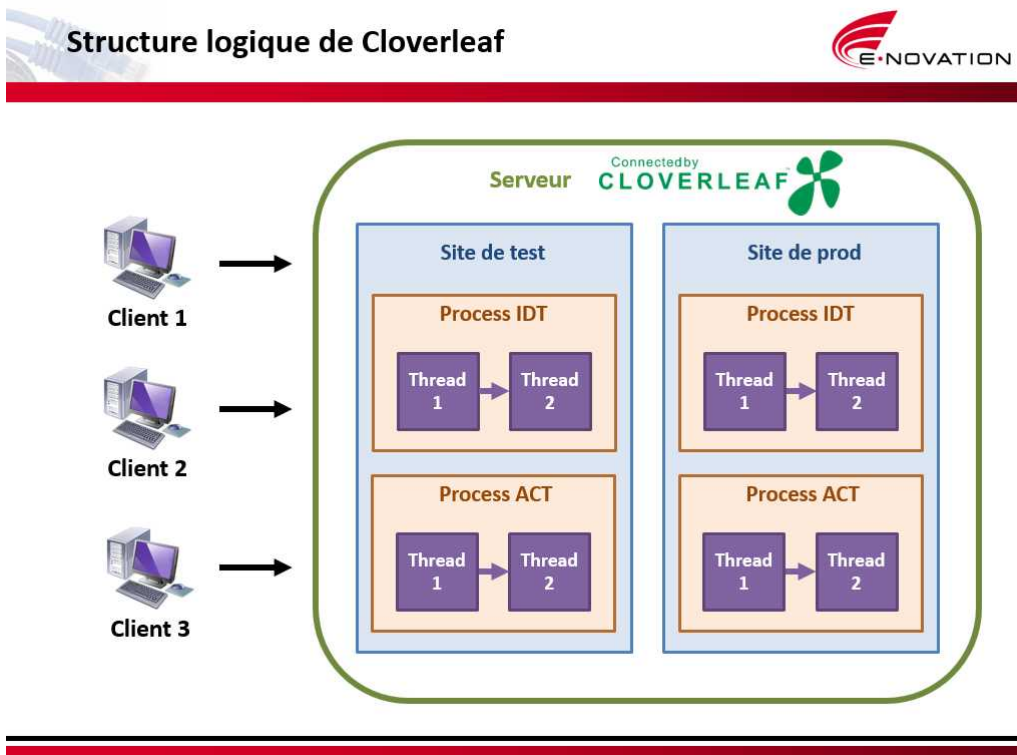 Structure logique de Cloverleaf
E·NOVATION
Serveur
Connectedby
CLOVERLEAF
Client 1
Client 2
Client 3
Site de test
Process IDT
Thread
1
Thread
2
Process ACT
Thread
1
Thread
2
Site de prod
Process IDT
Thread
1
Thread
2
Process ACT
Thread
1
Thread
2